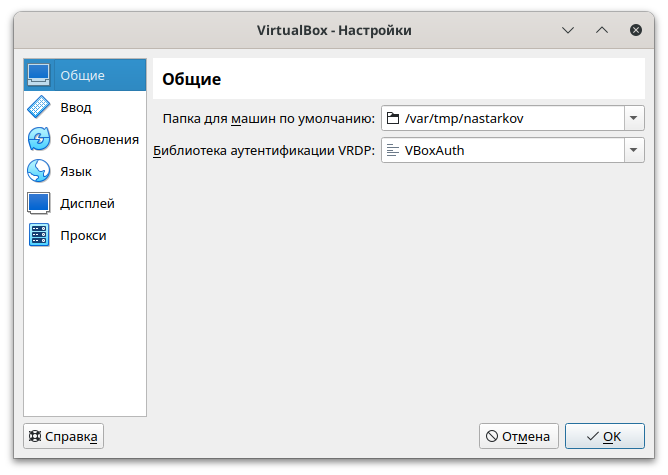 VirtualBox - Настройки
Общие
Ввод
Обновления
Язык
Дисплей
Прокси
Общие
Папка для машин по умолчанию: /var/tmp/nastarkov
Библиотека аутентификации VRDP: VBoxAuth
Справка
Отмена
OK